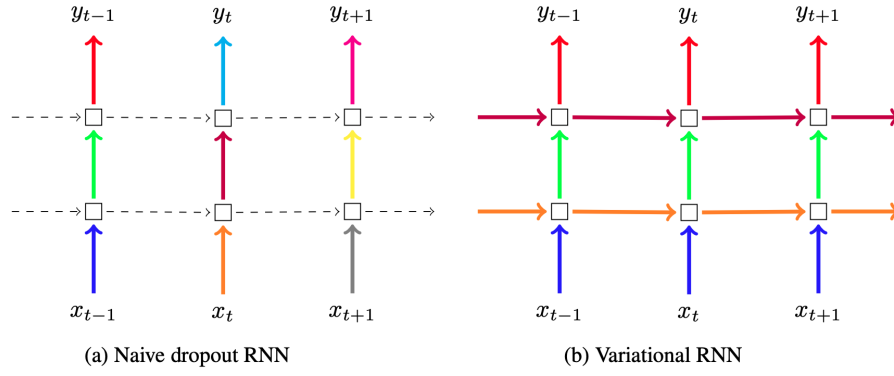 y_{t-1} y_t y_{t+1} y_{t-1} y_t y_{t+1}
x_{t-1} x_t x_{t+1} x_{t-1} x_t x_{t+1}
(a) Naive dropout RNN (b) Variational RNN